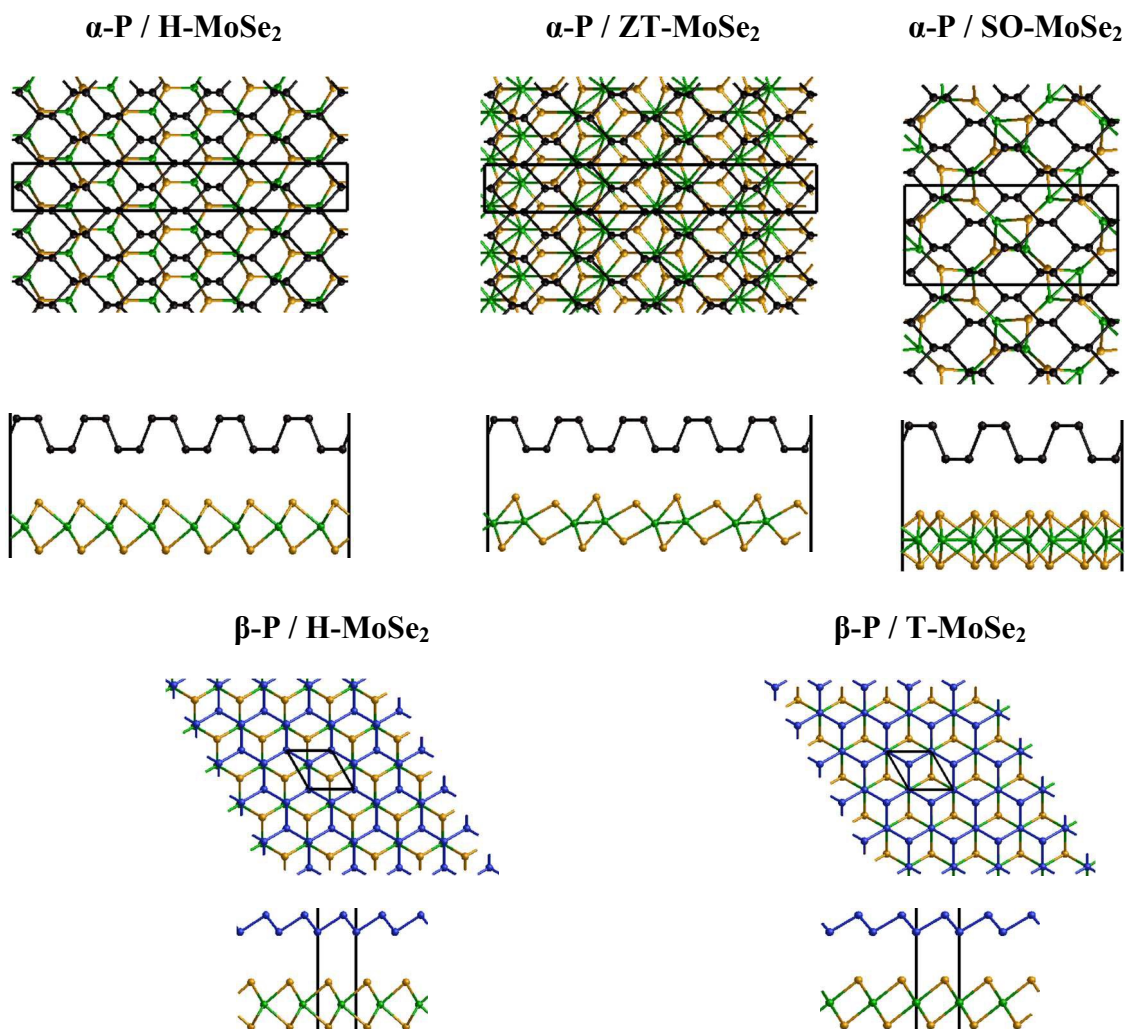 α-P / H-MoSe₂
α-P / ZT-MoSe₂
α-P / SO-MoSe₂
β-P / H-MoSe₂
β-P / T-MoSe₂